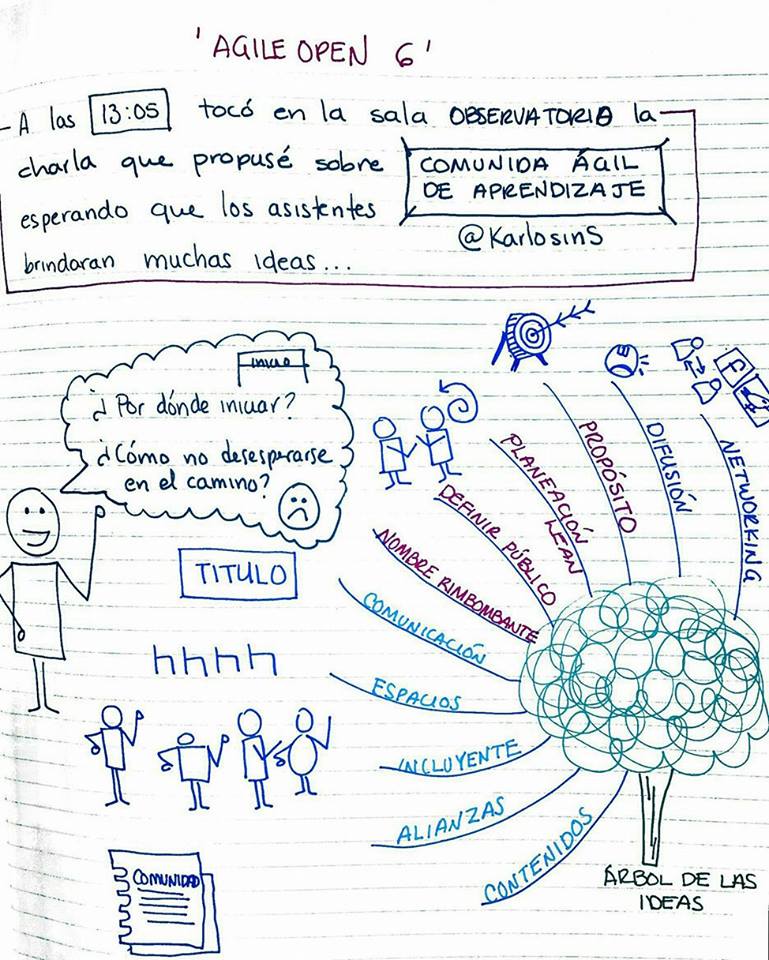 'AGILE OPEN 6'
A las 13:05 tocó en la sala OBSERVATORIO la
charla que propusé sobre COMUNIDA ÁGIL
DE APRENDIZAJE
esperando que los asistentes
@KarlosinS
brindaran muchas ideas...
INICIO
¿Por dónde iniciar?
¿Cómo no desesperarse
en el camino?
TITULO
NETWORKING
DIFUSIÓN
PROPÓSITO
PLANEACIÓN
LEAN
DEFINIR PÚBLICO
NOMBRE RIMBOMBANTE
COMUNICACIÓN
ESPACIOS
INCLUYENTE
ALIANZAS
CONTENIDOS
ÁRBOL DE LAS
IDEAS
COMUNIDAD
f